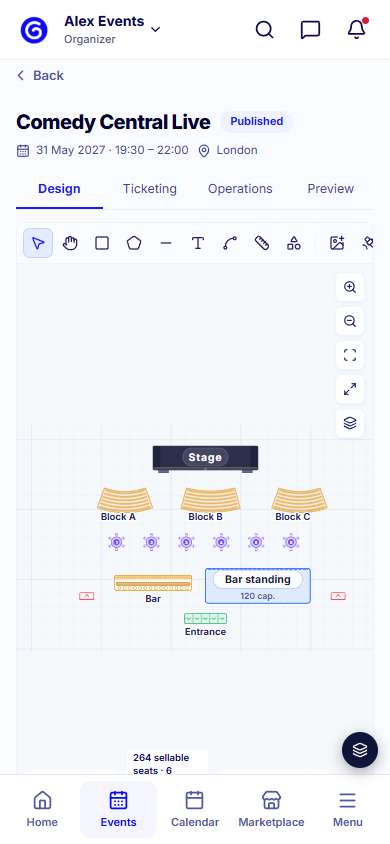 Alex Events
Organizer
Back
Comedy Central Live
Published
31 May 2027 · 19:30 – 22:00
London
Design
Ticketing
Operations
Preview
Stage
Block A
Block B
Block C
Bar standing
120 cap.
Bar
Entrance
264 sellable
seats · 6
Home
Events
Calendar
Marketplace
Menu